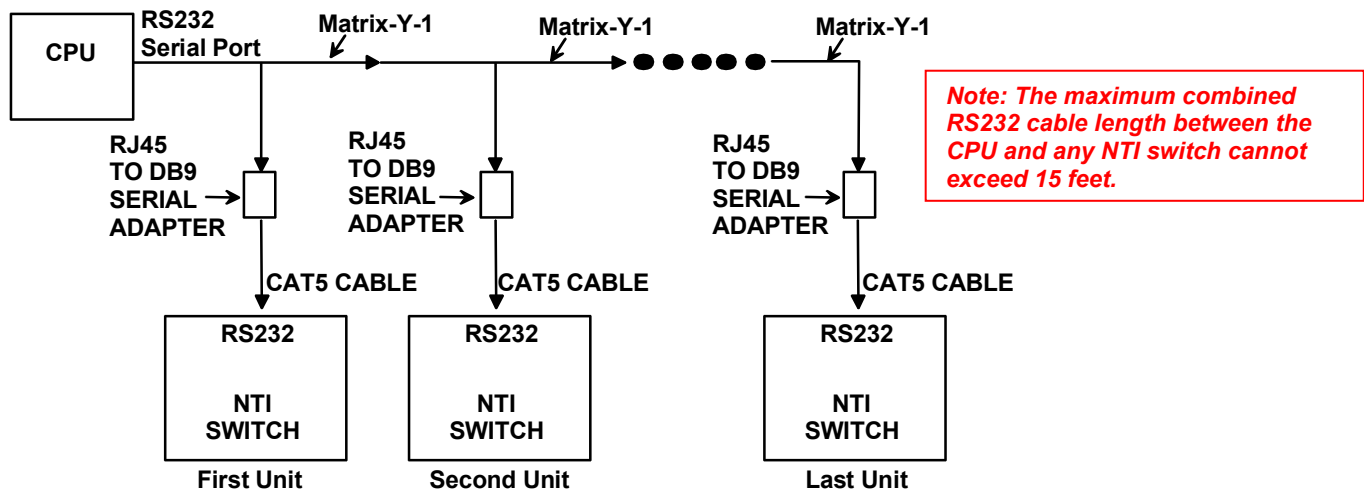 CPU
RS232
Serial Port
Matrix-Y-1
Matrix-Y-1
Matrix-Y-1
Note: The maximum combined
RS232 cable length between the
CPU and any NTI switch cannot
exceed 15 feet.
RJ45
TO DB9
SERIAL
ADAPTER
RJ45
TO DB9
SERIAL
ADAPTER
RJ45
TO DB9
SERIAL
ADAPTER
CAT5 CABLE
CAT5 CABLE
CAT5 CABLE
RS232
NTI
SWITCH
First Unit
RS232
NTI
SWITCH
Second Unit
RS232
NTI
SWITCH
Last Unit